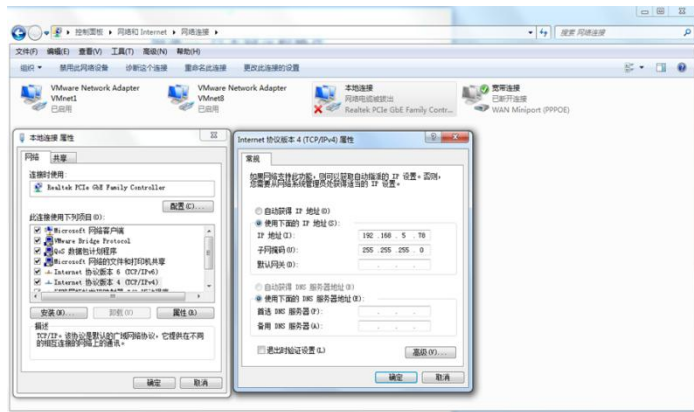 控制面板 ▸ 网络和 Internet ▸ 网络连接 ▸
搜索 网络连接
文件(F) 编辑(E) 查看(V) 工具(T) 高级(N) 帮助(H)
组织 ▾ 禁用此网络设备 诊断这个连接 重命名此连接 更改此连接的设置
VMware Network Adapter
VMnet1
已启用
VMware Network Adapter
VMnet8
已启用
本地连接
网络电缆被拔出
Realtek PCIe GbE Family Contr...
宽带连接
已断开连接
WAN Miniport (PPPOE)
本地连接 属性
网络 共享
连接时使用:
Realtek PCIe GbE Family Controller
配置(C)...
此连接使用下列项目(O):
Microsoft 网络客户端
VMware Bridge Protocol
QoS 数据包计划程序
Microsoft 网络的文件和打印机共享
Internet 协议版本 6 (TCP/IPv6)
Internet 协议版本 4 (TCP/IPv4)
安装(N)... 卸载(U) 属性(R)
描述
TCP/IP。该协议是默认的广域网络协议,它提供在不同
的相互连接的网络上的通讯。
确定 取消
Internet 协议版本 4 (TCP/IPv4) 属性
常规
如果网络支持此功能,则可以获取自动指派的 IP 设置。否则,
您需要从网络系统管理员处获得适当的 IP 设置。
自动获得 IP 地址(O)
使用下面的 IP 地址(S):
IP 地址(I): 192 .168 . 5 . 78
子网掩码(U): 255 .255 .255 . 0
默认网关(D):
自动获得 DNS 服务器地址(B)
使用下面的 DNS 服务器地址(E):
首选 DNS 服务器(P):
备用 DNS 服务器(A):
退出时验证设置(L)
高级(V)...
确定 取消